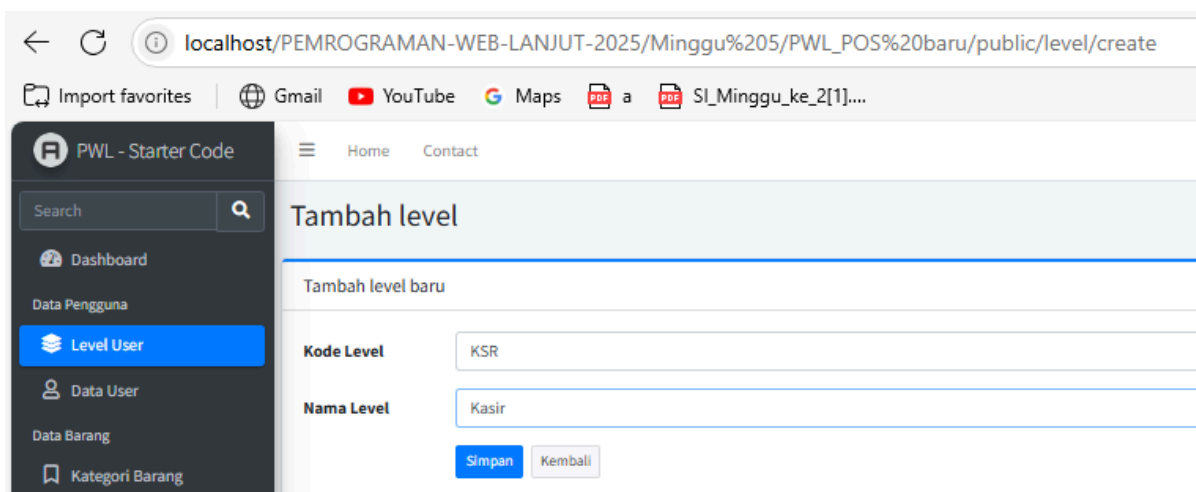 localhost/PEMROGRAMAN-WEB-LANJUT-2025/Minggu%205/PWL_POS%20baru/public/level/create
Import favorites Gmail YouTube Maps PDF a PDF SI_Minggu_ke_2[1]....
PWL - Starter Code Home Contact
Search
Tambah level
Dashboard
Tambah level baru
Data Pengguna
Level User
Kode Level KSR
Data User
Nama Level Kasir
Data Barang
Simpan Kembali
Kategori Barang